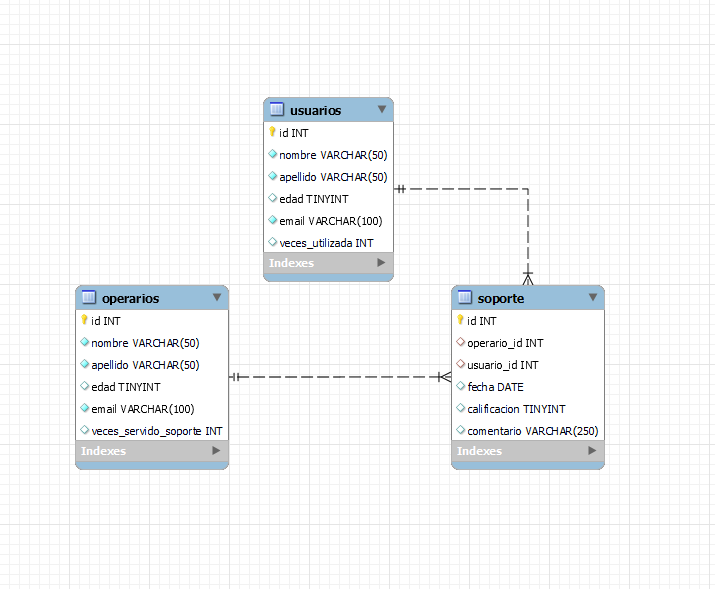 usuarios
id INT
nombre VARCHAR(50)
apellido VARCHAR(50)
edad TINYINT
email VARCHAR(100)
veces_utilizada INT
Indexes
operarios
id INT
nombre VARCHAR(50)
apellido VARCHAR(50)
edad TINYINT
email VARCHAR(100)
veces_servido_soporte INT
Indexes
soporte
id INT
operario_id INT
usuario_id INT
fecha DATE
calificacion TINYINT
comentario VARCHAR(250)
Indexes